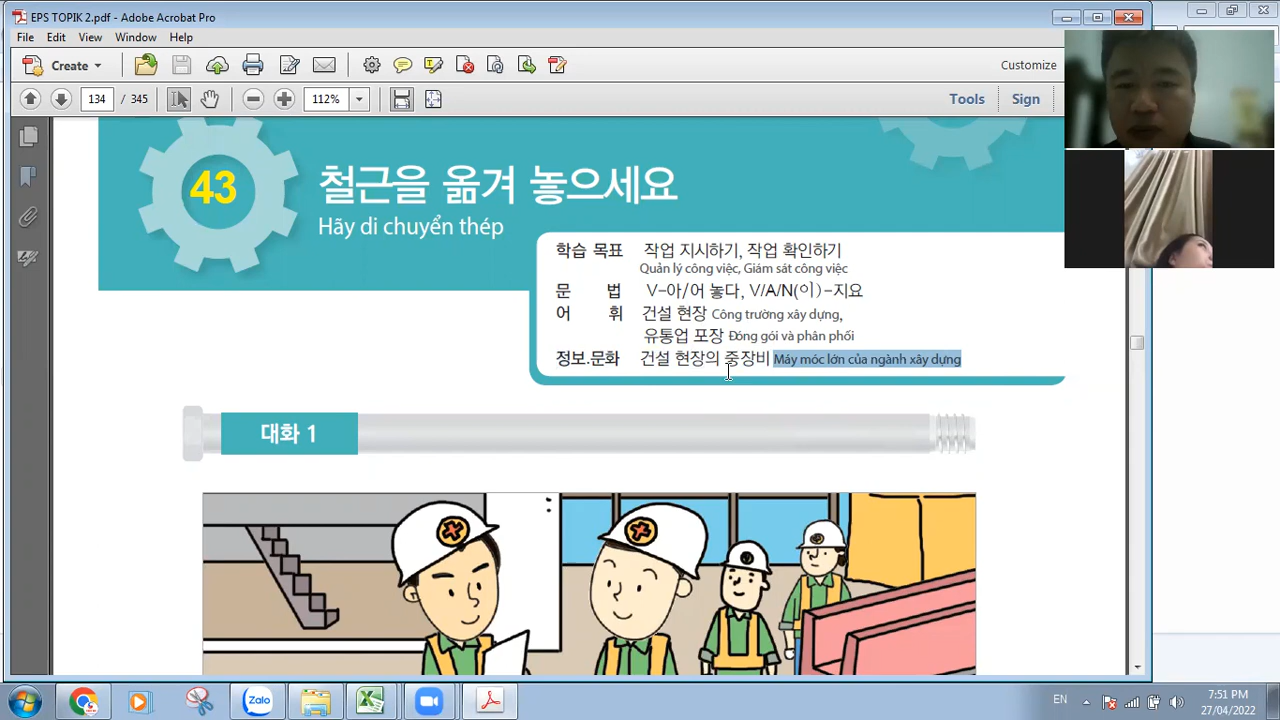 EPS TOPIK 2.pdf - Adobe Acrobat Pro
File Edit View Window Help
Create Customize
134 / 345 112% Tools Sign
43
철근을 옮겨 놓으세요
Hãy di chuyển thép
학습 목표 작업 지시하기, 작업 확인하기
Quản lý công việc, Giám sát công việc
문 법 V-아/어 놓다, V/A/N(이)-지요
어 휘 건설 현장 Công trường xây dựng,
유통업 포장 Đóng gói và phân phối
정보.문화 건설 현장의 중장비 Máy móc lớn của ngành xây dựng
대화 1
Zalo
EN
7:51 PM
27/04/2022